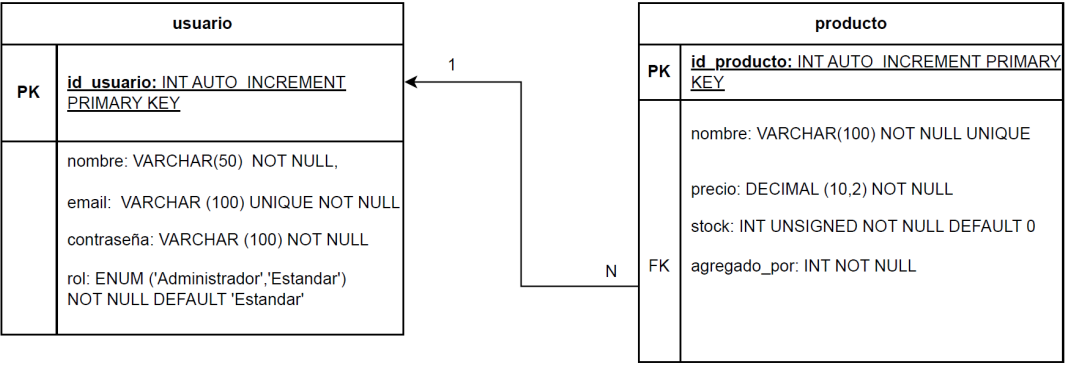 usuario
PK
id_usuario: INT AUTO_INCREMENT
PRIMARY KEY
nombre: VARCHAR(50) NOT NULL,
email: VARCHAR (100) UNIQUE NOT NULL
contraseña: VARCHAR (100) NOT NULL
rol: ENUM ('Administrador','Estandar')
NOT NULL DEFAULT 'Estandar'
1
N
producto
PK
id_producto: INT AUTO_INCREMENT PRIMARY
KEY
nombre: VARCHAR(100) NOT NULL UNIQUE
precio: DECIMAL (10,2) NOT NULL
stock: INT UNSIGNED NOT NULL DEFAULT 0
FK
agregado_por: INT NOT NULL